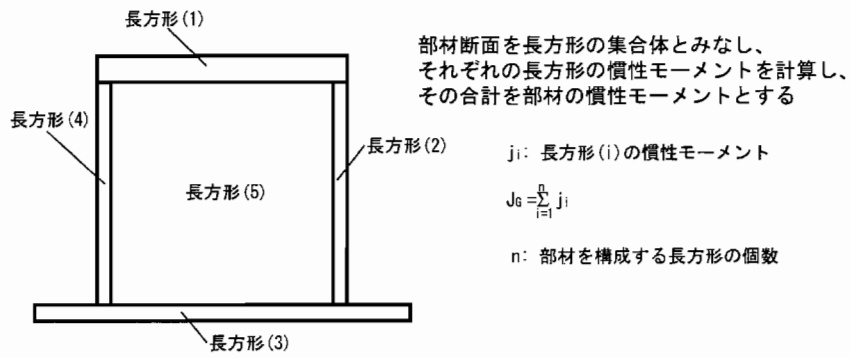 長方形(1)
部材断面を長方形の集合体とみなし、
それぞれの長方形の慣性モーメントを計算し、
その合計を部材の慣性モーメントとする
長方形(4)
長方形(2)
ji: 長方形(i)の慣性モーメント
長方形(5)
JG=Σji
n
i=1
n: 部材を構成する長方形の個数
長方形(3)